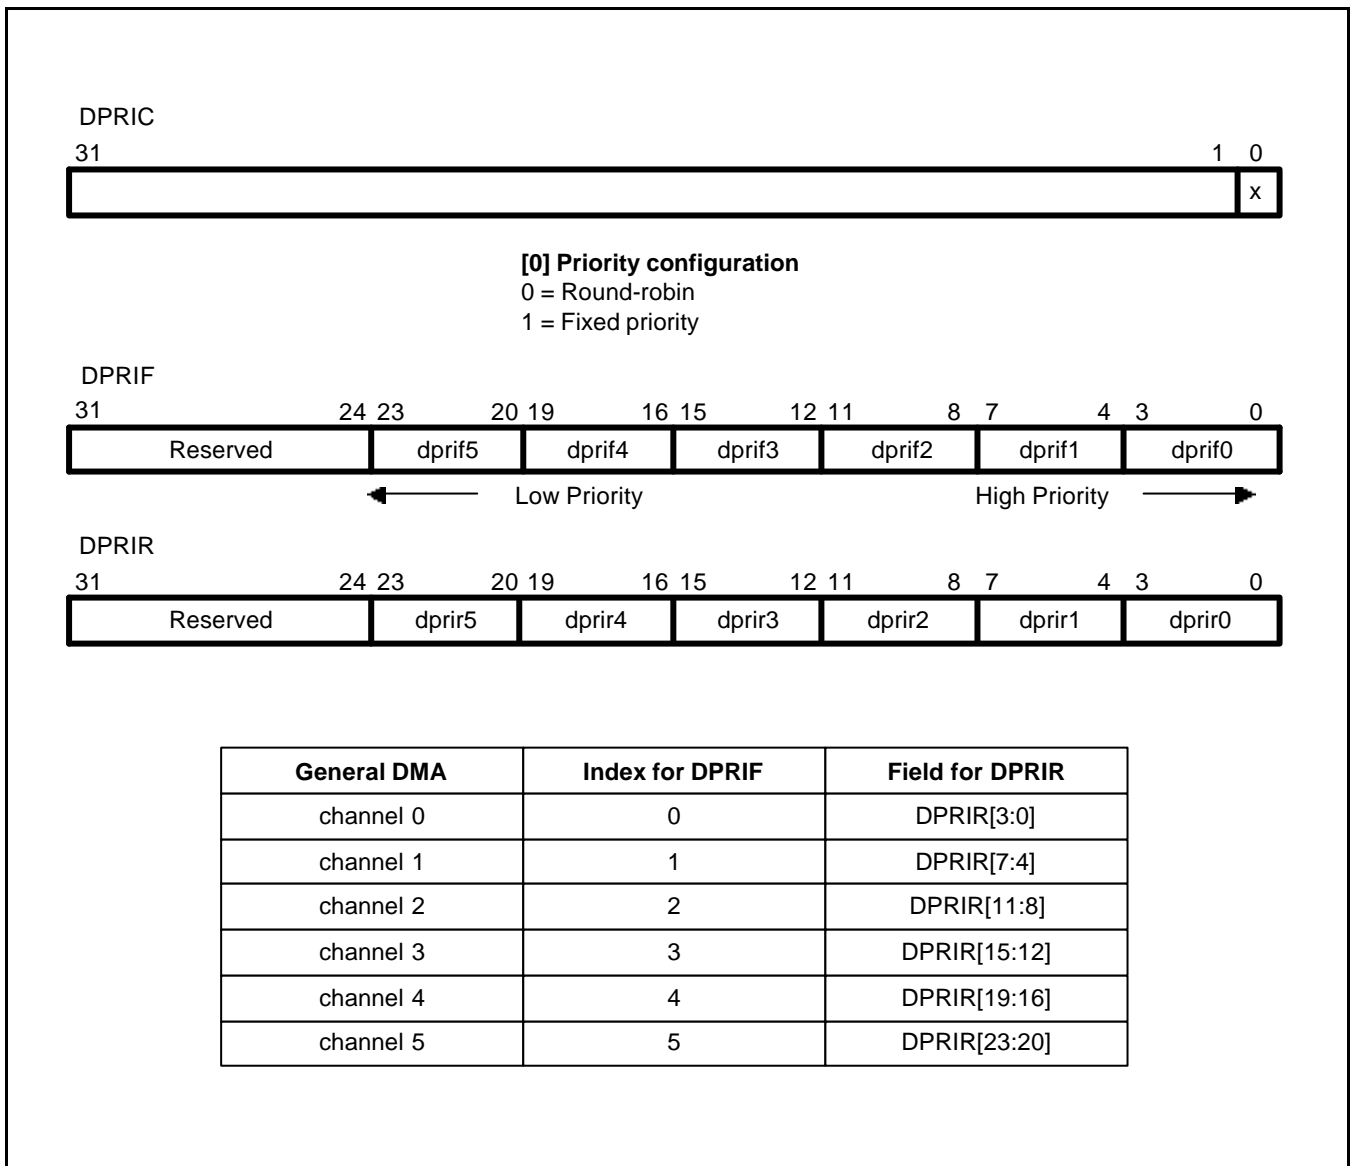 DPRIC
31 1 0
x
[0] Priority configuration
0 = Round-robin
1 = Fixed priority
DPRIF
31 24 23 20 19 16 15 12 11 8 7 4 3 0
Reserved dprif5 dprif4 dprif3 dprif2 dprif1 dprif0
Low Priority High Priority
DPRIR
31 24 23 20 19 16 15 12 11 8 7 4 3 0
Reserved dprir5 dprir4 dprir3 dprir2 dprir1 dprir0
General DMA Index for DPRIF Field for DPRIR
channel 0 0 DPRIR[3:0]
channel 1 1 DPRIR[7:4]
channel 2 2 DPRIR[11:8]
channel 3 3 DPRIR[15:12]
channel 4 4 DPRIR[19:16]
channel 5 5 DPRIR[23:20]